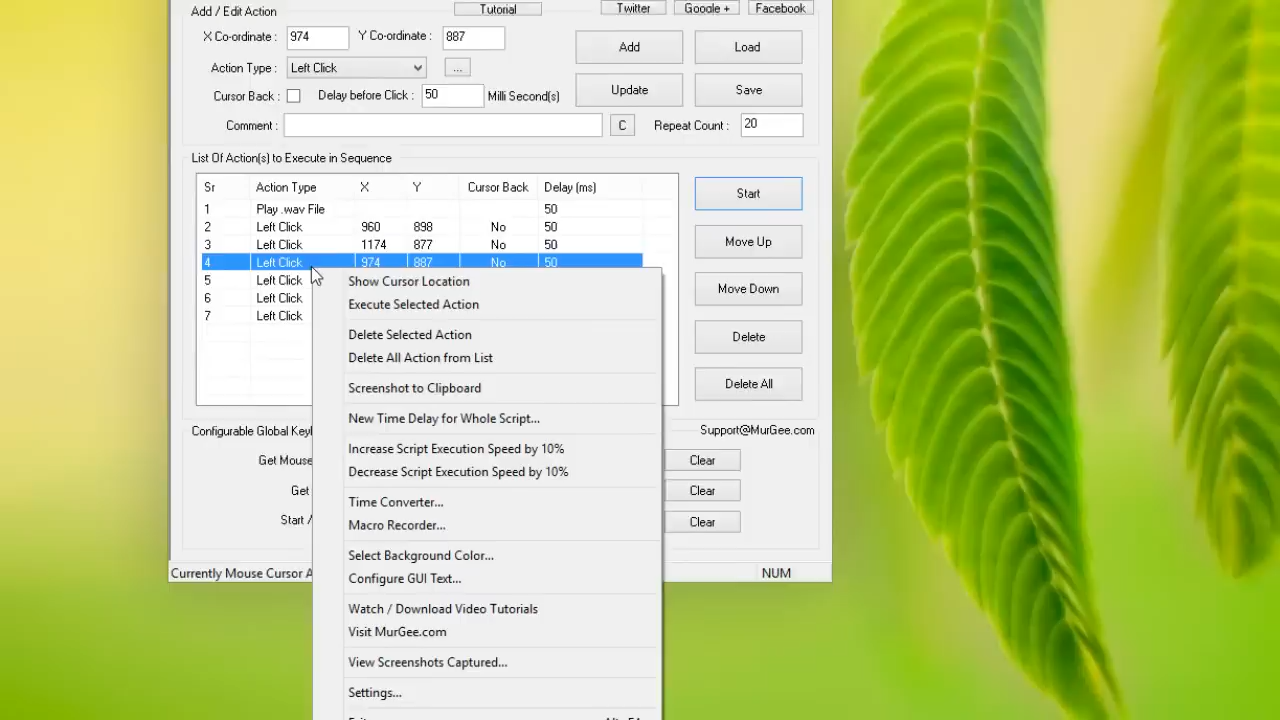 Add / Edit Action Tutorial Twitter Google + Facebook
X Co-ordinate : 974 Y Co-ordinate : 887 Add Load
Action Type : Left Click ...
Cursor Back : Delay before Click : 50 Milli Second(s) Update Save
Comment : C Repeat Count : 20
List Of Action(s) to Execute in Sequence
Sr Action Type X Y Cursor Back Delay (ms) Start
1 Play .wav File 50
2 Left Click 960 898 No 50
3 Left Click 1174 877 No 50 Move Up
4 Left Click 974 887 No 50
5 Left Click
6 Left Click
7 Left Click
Move Down
Delete
Delete All
Show Cursor Location
Execute Selected Action
Delete Selected Action
Delete All Action from List
Screenshot to Clipboard
New Time Delay for Whole Script...
Increase Script Execution Speed by 10%
Decrease Script Execution Speed by 10%
Time Converter...
Macro Recorder...
Select Background Color...
Configure GUI Text...
Watch / Download Video Tutorials
Visit MurGee.com
View Screenshots Captured...
Settings...
Configurable Global Support@MurGee.com
Get Mouse Clear
Get Clear
Start / Clear
Currently Mouse Cursor NUM